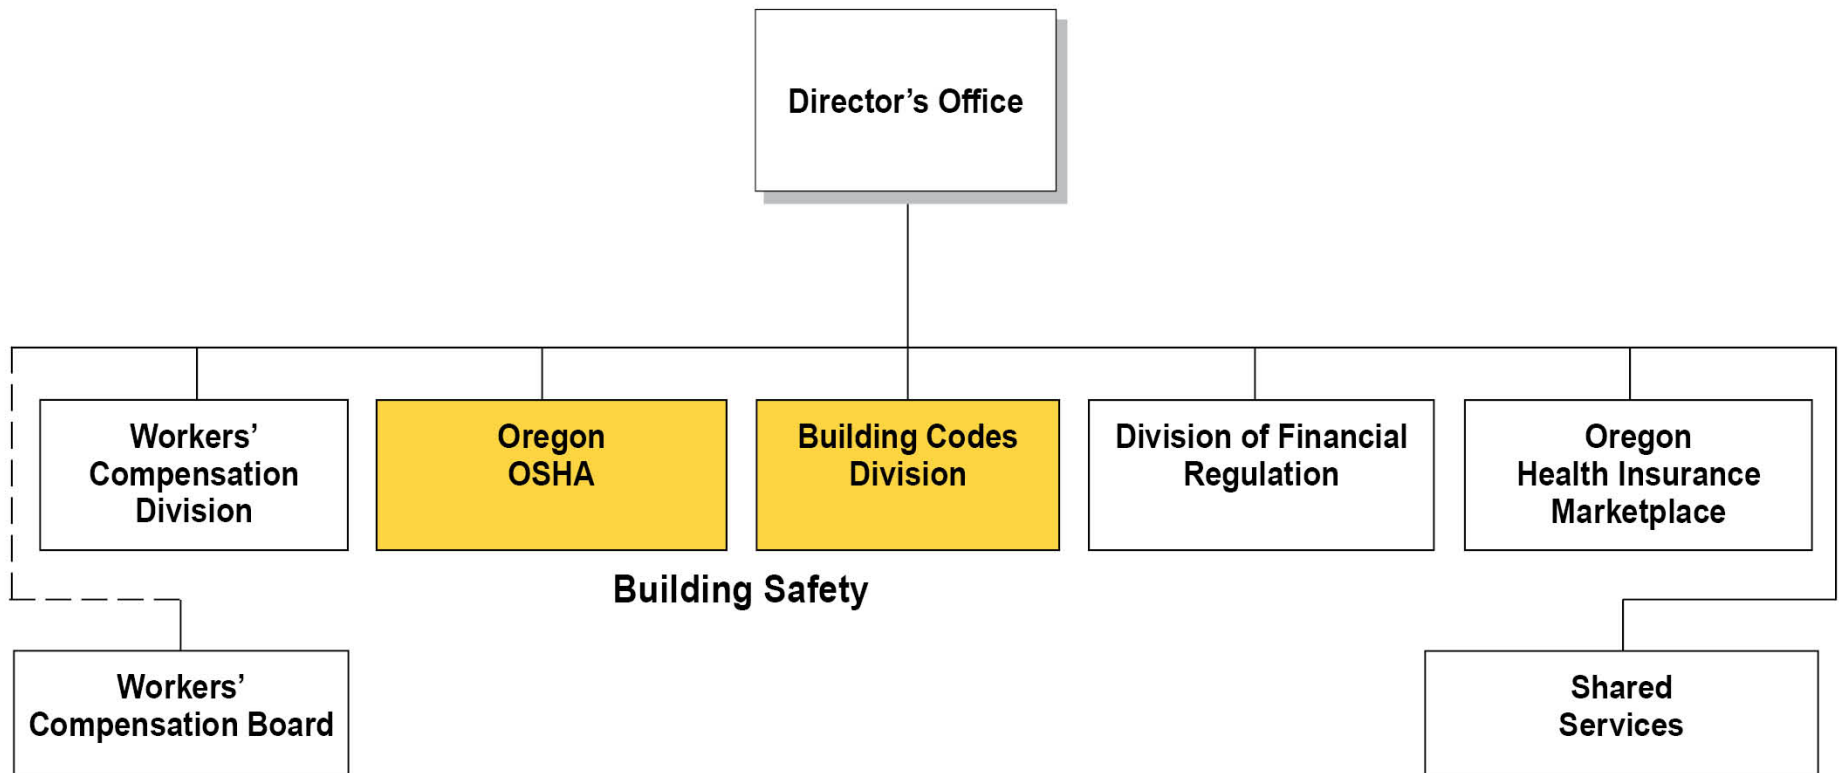 Director’s Office
Workers’
Compensation
Division
Oregon
OSHA
Building Codes
Division
Division of Financial
Regulation
Oregon
Health Insurance
Marketplace
Building Safety
Workers’
Compensation Board
Shared
Services